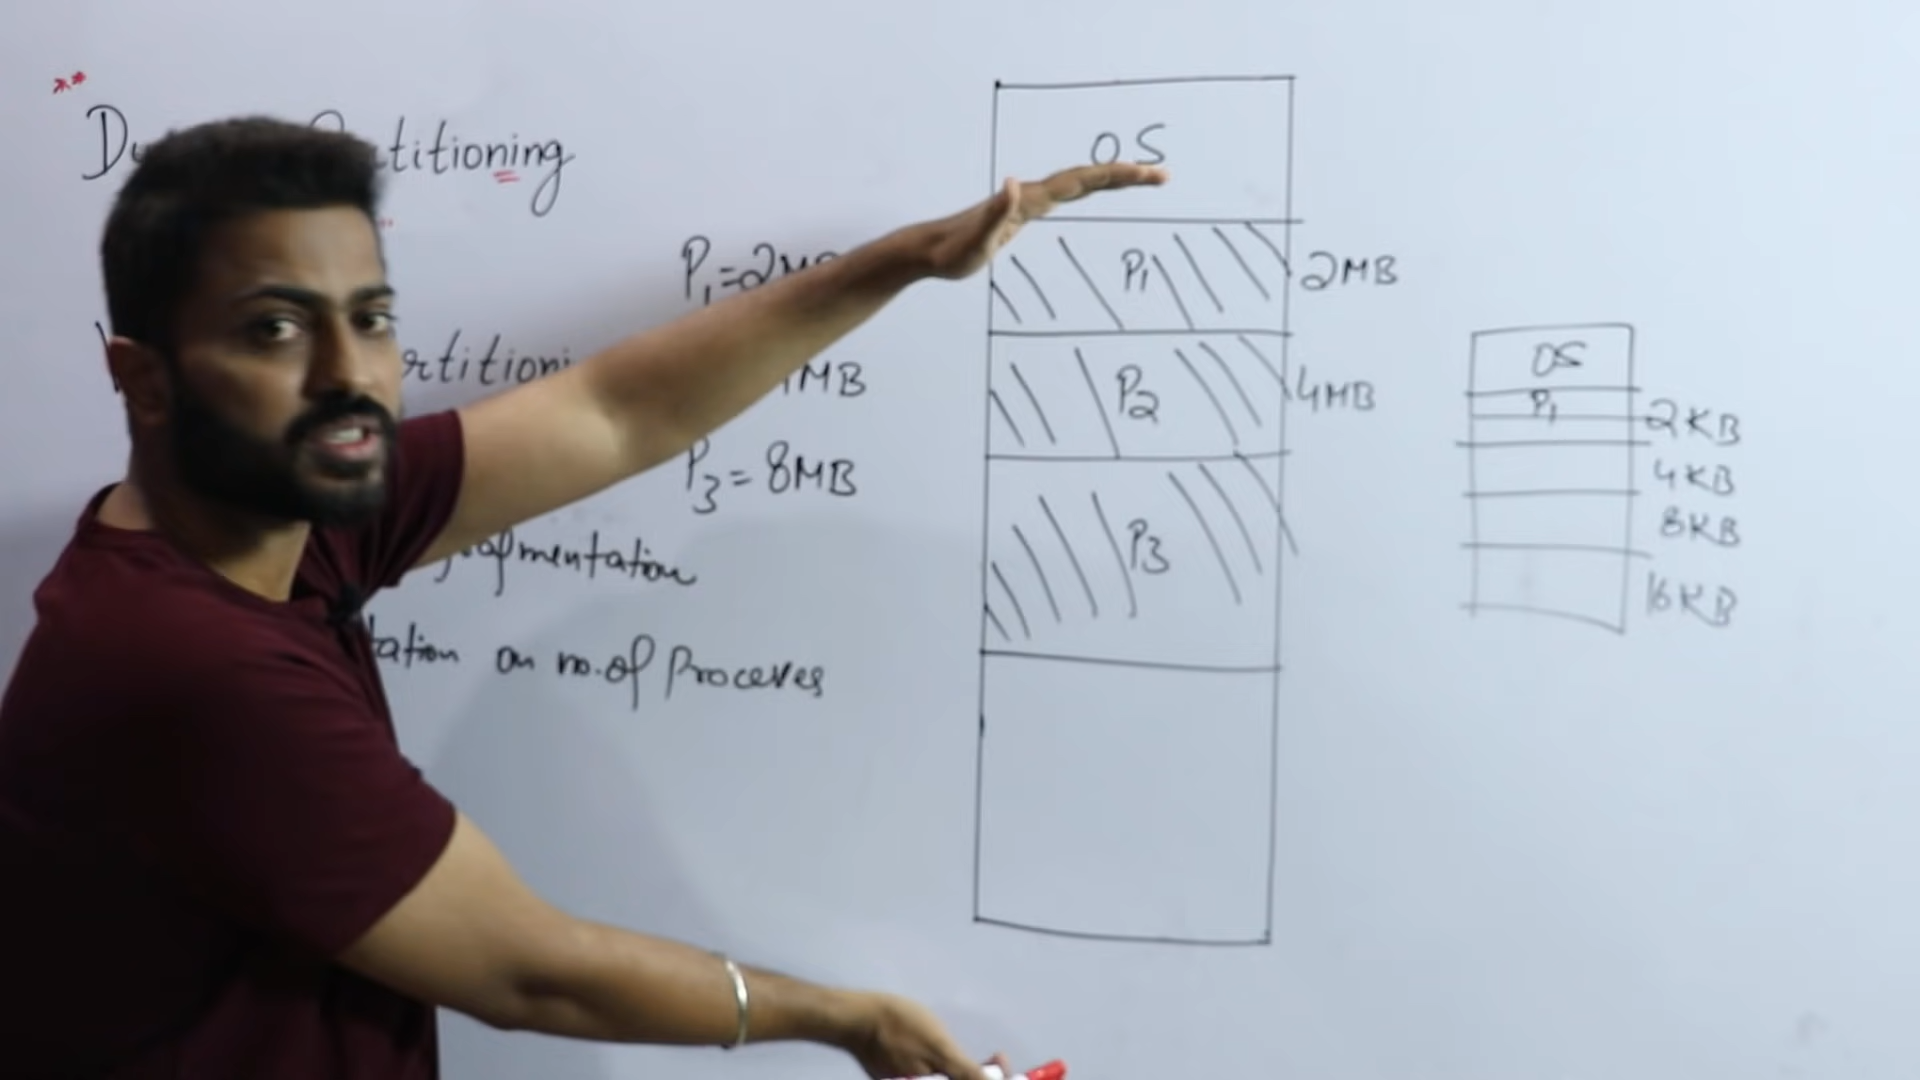 titioning
P1=2M
rtitioni
MB
P3=8MB
mentation
tation on no.of Processes
OS
P1
2MB
P2
4MB
P3
OS
P1
2KB
4KB
8KB
16KB